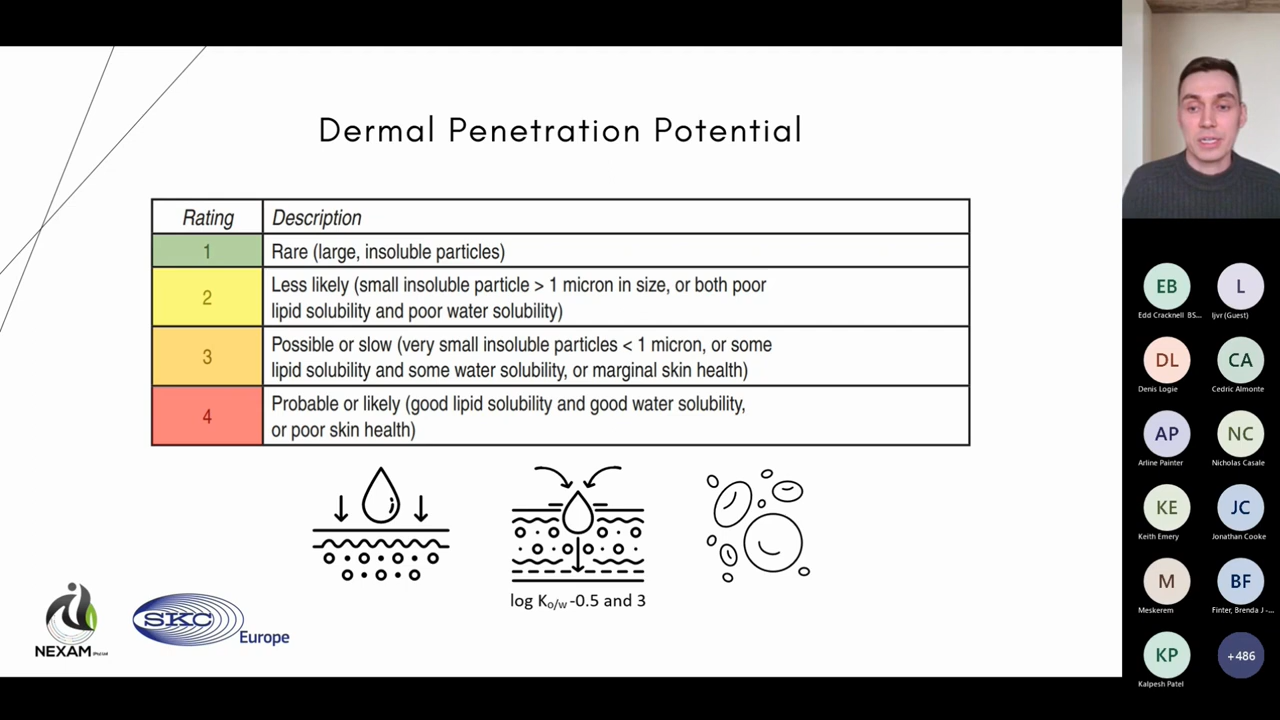 Dermal Penetration Potential
Rating Description
1 Rare (large, insoluble particles)
2 Less likely (small insoluble particle > 1 micron in size, or both poor
lipid solubility and poor water solubility)
3 Possible or slow (very small insoluble particles < 1 micron, or some
lipid solubility and some water solubility, or marginal skin health)
4 Probable or likely (good lipid solubility and good water solubility,
or poor skin health)
log Ko/w -0.5 and 3
NEXAM
SKC
Europe
EB L
Edd Cracknell BS... ljvr (Guest)
DL CA
Denis Logie Cedric Almonte
AP NC
Arline Painter Nicholas Casale
KE JC
Keith Emery Jonathan Cooke
M BF
Meskerem Finter, Brenda J -...
KP +486
Kalpesh Patel